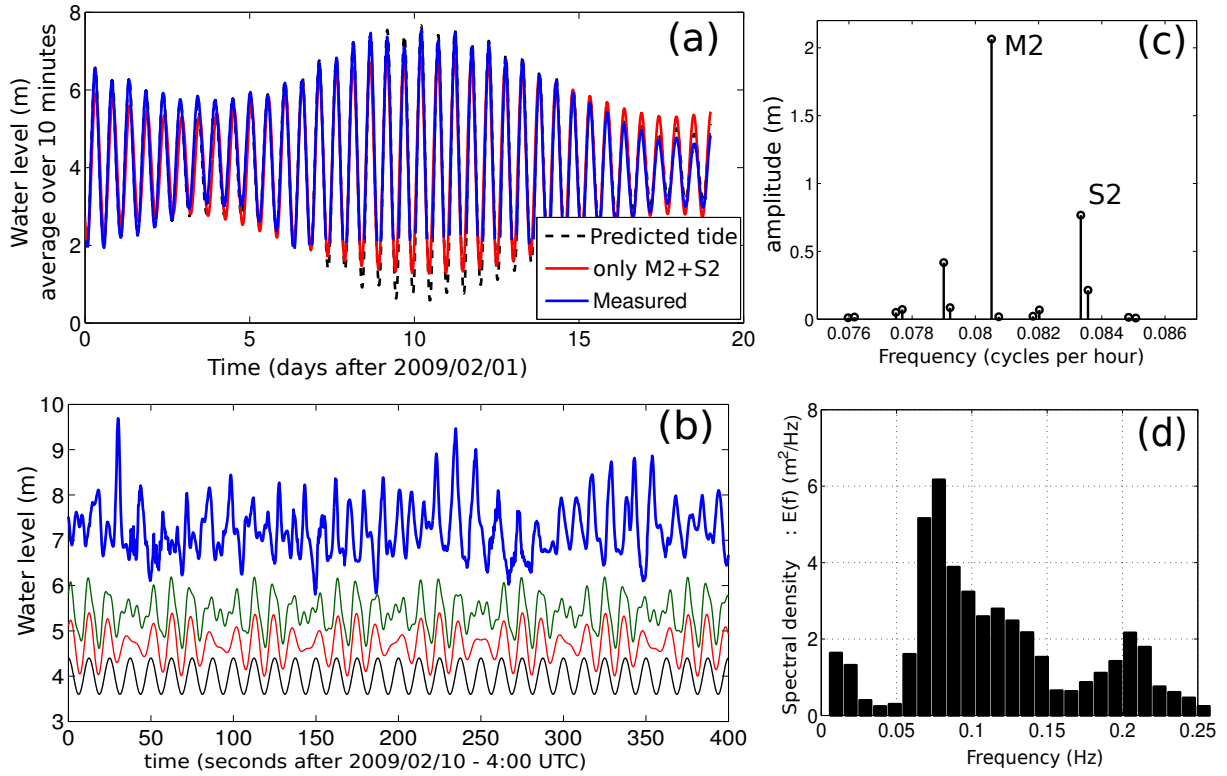 (a)
Water level (m)
average over 10 minutes
8
6
4
2
0
0 5 10 15 20
Time (days after 2009/02/01)
Predicted tide
only M2+S2
Measured
(c)
amplitude (m)
2
1.5
1
0.5
0
M2
S2
0.076 0.078 0.08 0.082 0.084 0.086
Frequency (cycles per hour)
(b)
Water level (m)
10
9
8
7
6
5
4
3
0 50 100 150 200 250 300 350 400
time (seconds after 2009/02/10 - 4:00 UTC)
(d)
Spectral density : E(f) (m²/Hz)
8
6
4
2
0
0 0.05 0.1 0.15 0.2 0.25
Frequency (Hz)